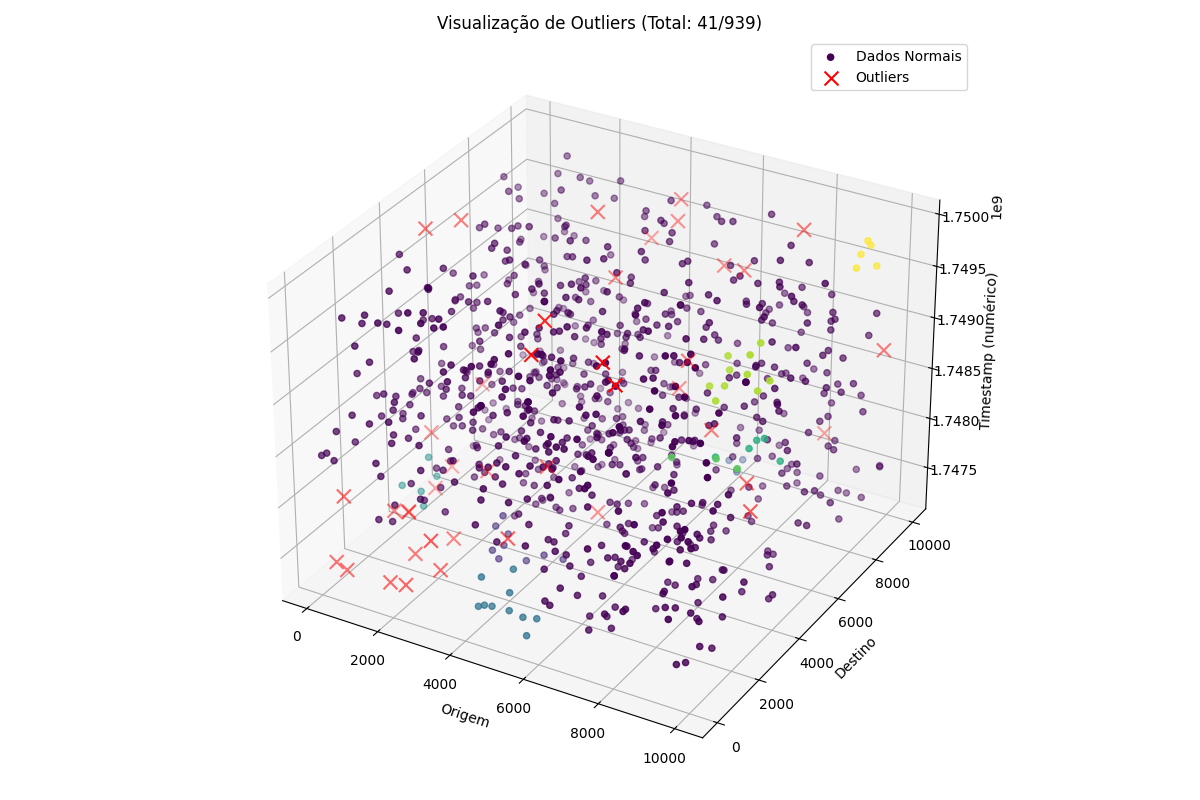 Visualização de Outliers (Total: 41/939)
Dados Normais
Outliers
1e9
1.7500
1.7495
1.7490
1.7485
1.7480
1.7475
Timestamp (numérico)
10000
8000
6000
4000
2000
0
Destino
0
2000
4000
6000
8000
10000
Origem